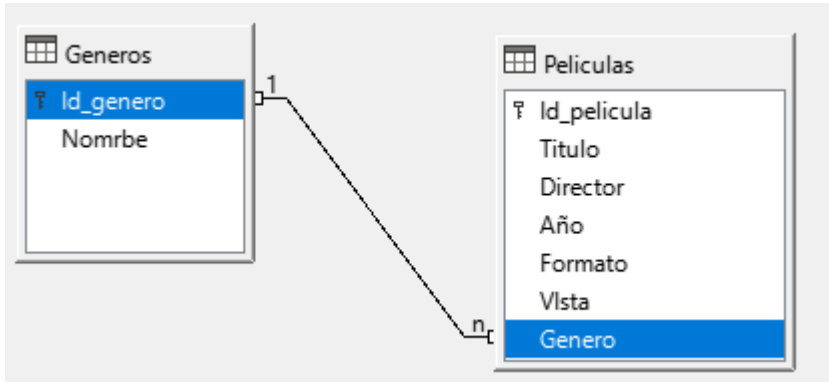 Generos
Id_genero
Nomrbe
1
n
Peliculas
Id_pelicula
Titulo
Director
Año
Formato
VIsta
Genero